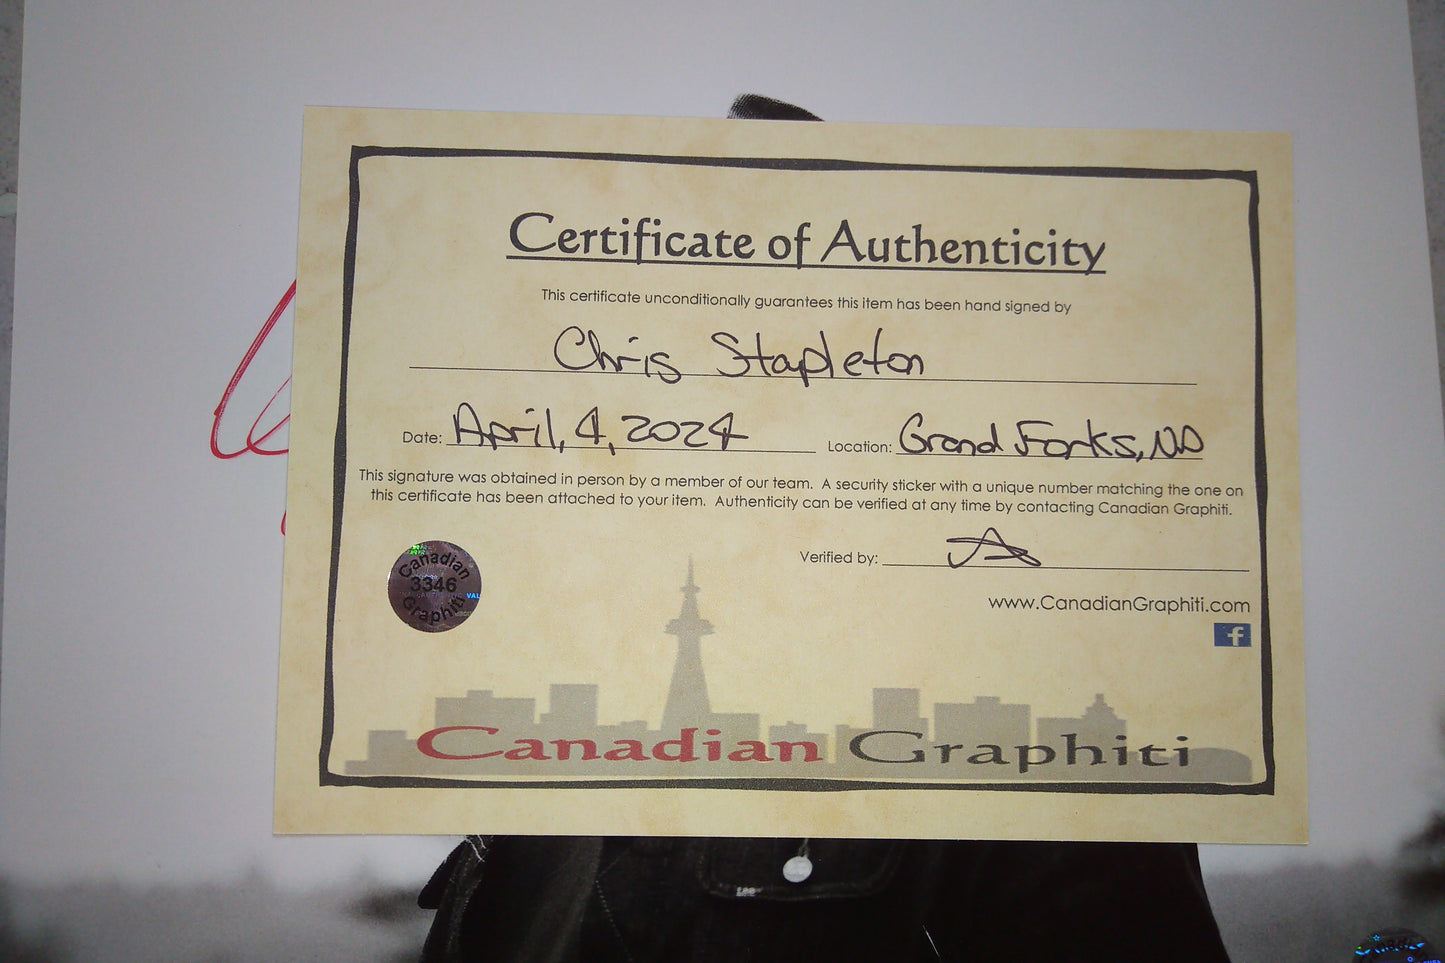 Certificate of Authenticity
This certificate unconditionally guarantees this item has been hand signed by
Chris Stapleton
Date: April, 4, 2024 Location: Grand Forks, ND
This signature was obtained in person by a member of our team. A security sticker with a unique number matching the one on
this certificate has been attached to your item. Authenticity can be verified at any time by contacting Canadian Graphiti.
Verified by:
Canadian
3346
Graphiti
www.CanadianGraphiti.com
f
Canadian Graphiti
Lee